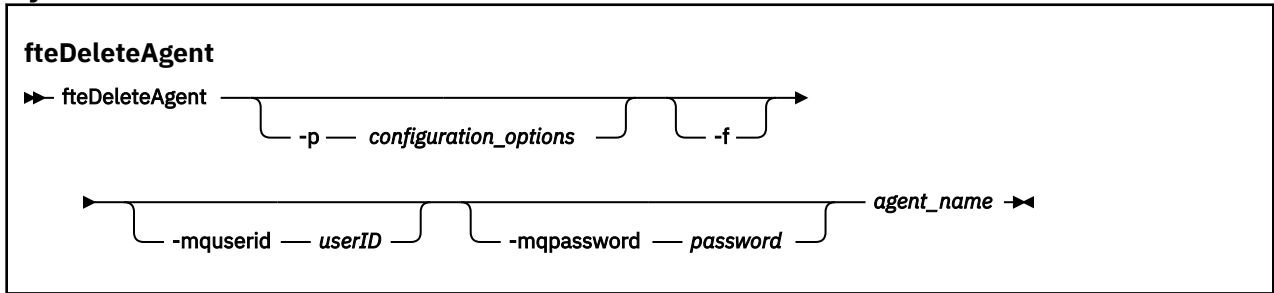 fteDeleteAgent
fteDeleteAgent
-p configuration_options -f
agent_name
-mquserid userID -mqpassword password